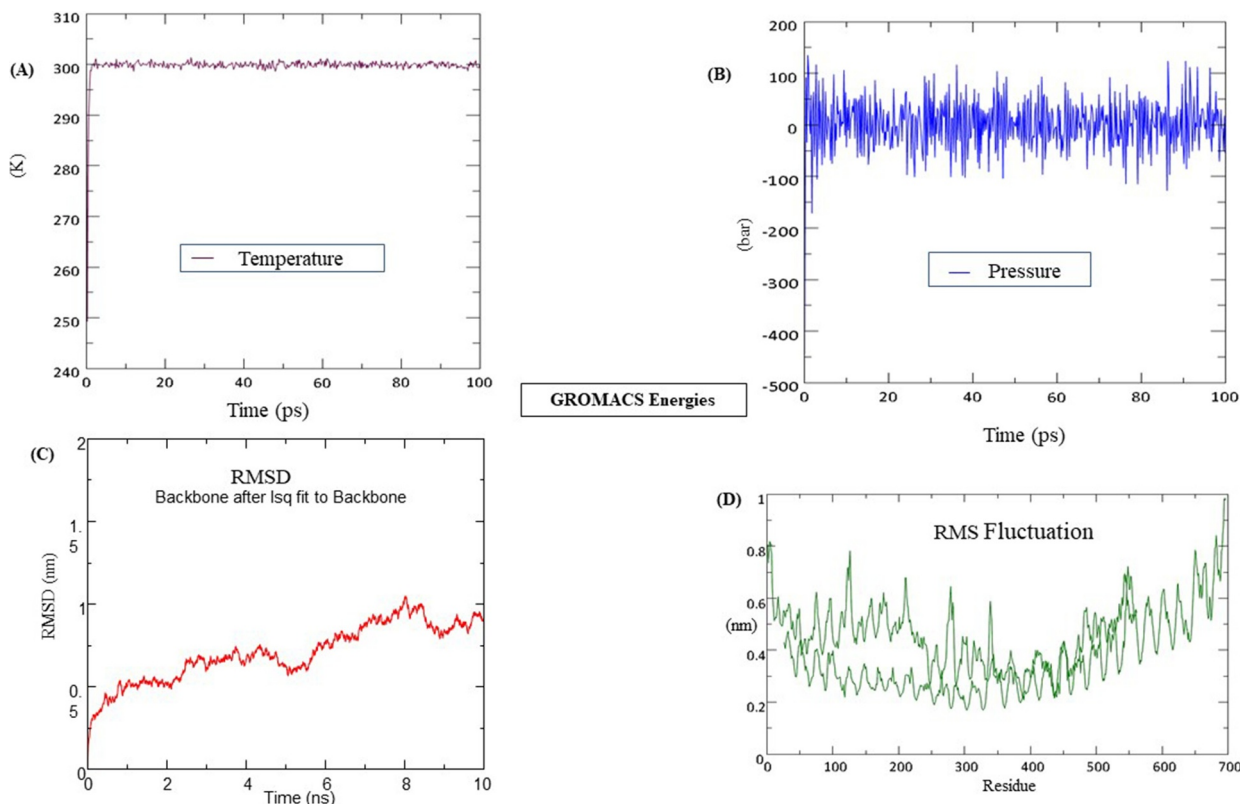 (A)
310
300
290
280
270
260
250
240
(K)
Temperature
0 20 40 60 80 100
Time (ps)
(B)
200
100
0
-100
-200
-300
-400
-500
(bar)
Pressure
0 20 40 60 80 100
Time (ps)
GROMACS Energies
(C)
RMSD
Backbone after lsq fit to Backbone
2
1.
5
1
0.
5
0
RMSD (nm)
0 2 4 6 8 10
Time (ns)
(D)
RMS Fluctuation
1
0.8
0.6
(nm)
0.4
0.2
0
0 100 200 300 400 500 600 700
Residue